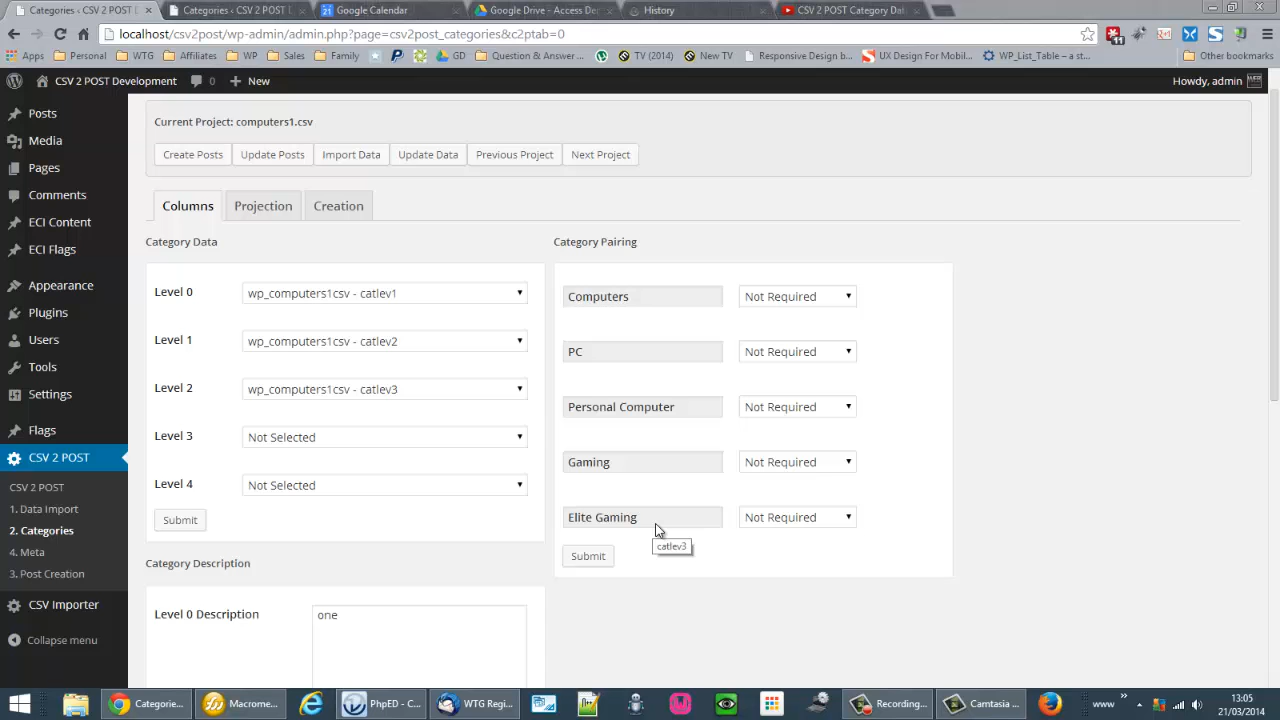 Categories ‹ CSV 2 POST
Categories ‹ CSV 2 POST D
Google Calendar
Google Drive - Access De
History
CSV 2 POST Category Dat
localhost/csv2post/wp-admin/admin.php?page=csv2post_categories&c2ptab=0
11
Apps
Personal
WTG
Affiliates
WP
Sales
Family
GD
Question & Answer ...
TV (2014)
New TV
Responsive Design b...
UX Design For Mobil...
WP_List_Table – a st...
Other bookmarks
CSV 2 POST Development
0
New
Howdy, admin
Posts
Media
Pages
Comments
ECI Content
ECI Flags
Appearance
Plugins
Users
Tools
Settings
Flags
CSV 2 POST
CSV 2 POST
1. Data Import
2. Categories
4. Meta
3. Post Creation
CSV Importer
Collapse menu
Current Project: computers1.csv
Create Posts
Update Posts
Import Data
Update Data
Previous Project
Next Project
Columns
Projection
Creation
Category Data
Level 0
wp_computers1csv - catlev1
Level 1
wp_computers1csv - catlev2
Level 2
wp_computers1csv - catlev3
Level 3
Not Selected
Level 4
Not Selected
Submit
Category Description
Level 0 Description
one
Category Pairing
Computers
Not Required
PC
Not Required
Personal Computer
Not Required
Gaming
Not Required
Elite Gaming
Not Required
catlev3
Submit
Categorie...
Macrome...
PhpED - C...
WTG Regi...
Recording...
Camtasia ...
www
13:05
21/03/2014